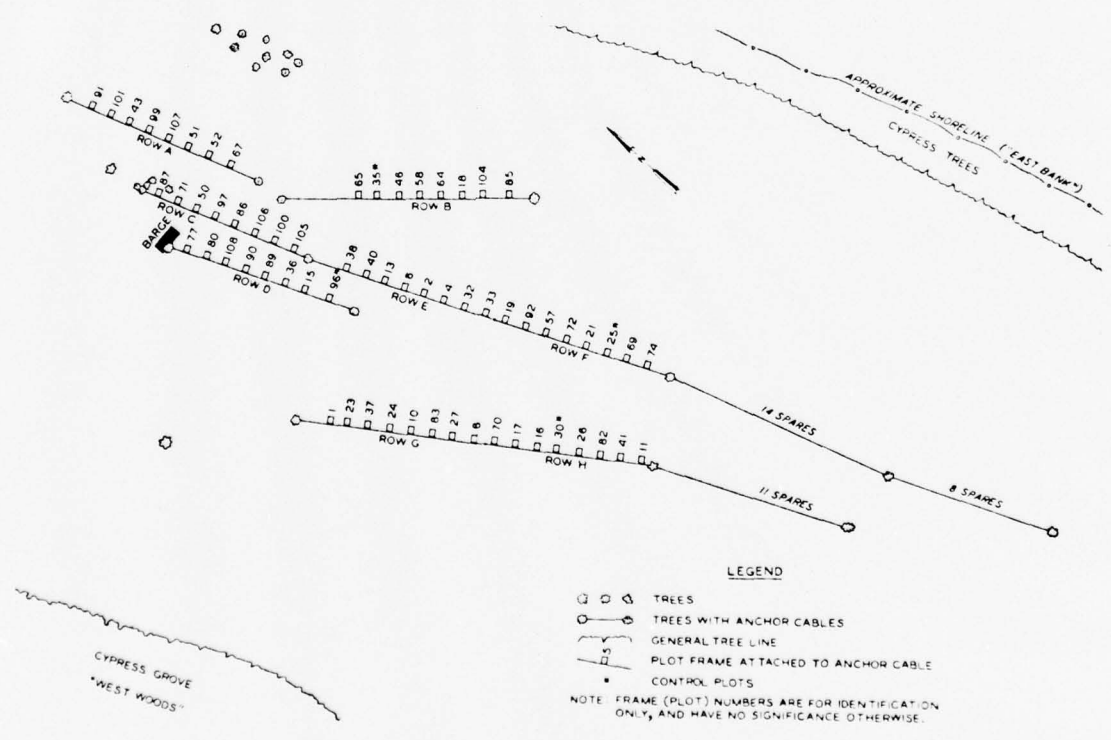 APPROXIMATE SHORELINE ("EAST BANK")
CYPRESS TREES
N
91 101 43 99 107 51 52 67
ROW A
65 35* 46 58 64 18 104 85
ROW B
87 71 50 97 86 106 100 105
ROW C
BARGE
77 80 108 90 89 36 15 96*
ROW D
38 40 13 8 2 4 32 33
ROW E
19 92 57 72 21 25* 69 74
ROW F
14 SPARES
8 SPARES
1 23 37 24 10 83 27
ROW G
70 17 16 30* 26 82 41 11
ROW H
11 SPARES
CYPRESS GROVE
"WEST WOODS"
LEGEND
TREES
TREES WITH ANCHOR CABLES
GENERAL TREE LINE
5
PLOT FRAME ATTACHED TO ANCHOR CABLE
* CONTROL PLOTS
NOTE: FRAME (PLOT) NUMBERS ARE FOR IDENTIFICATION
ONLY, AND HAVE NO SIGNIFICANCE OTHERWISE.